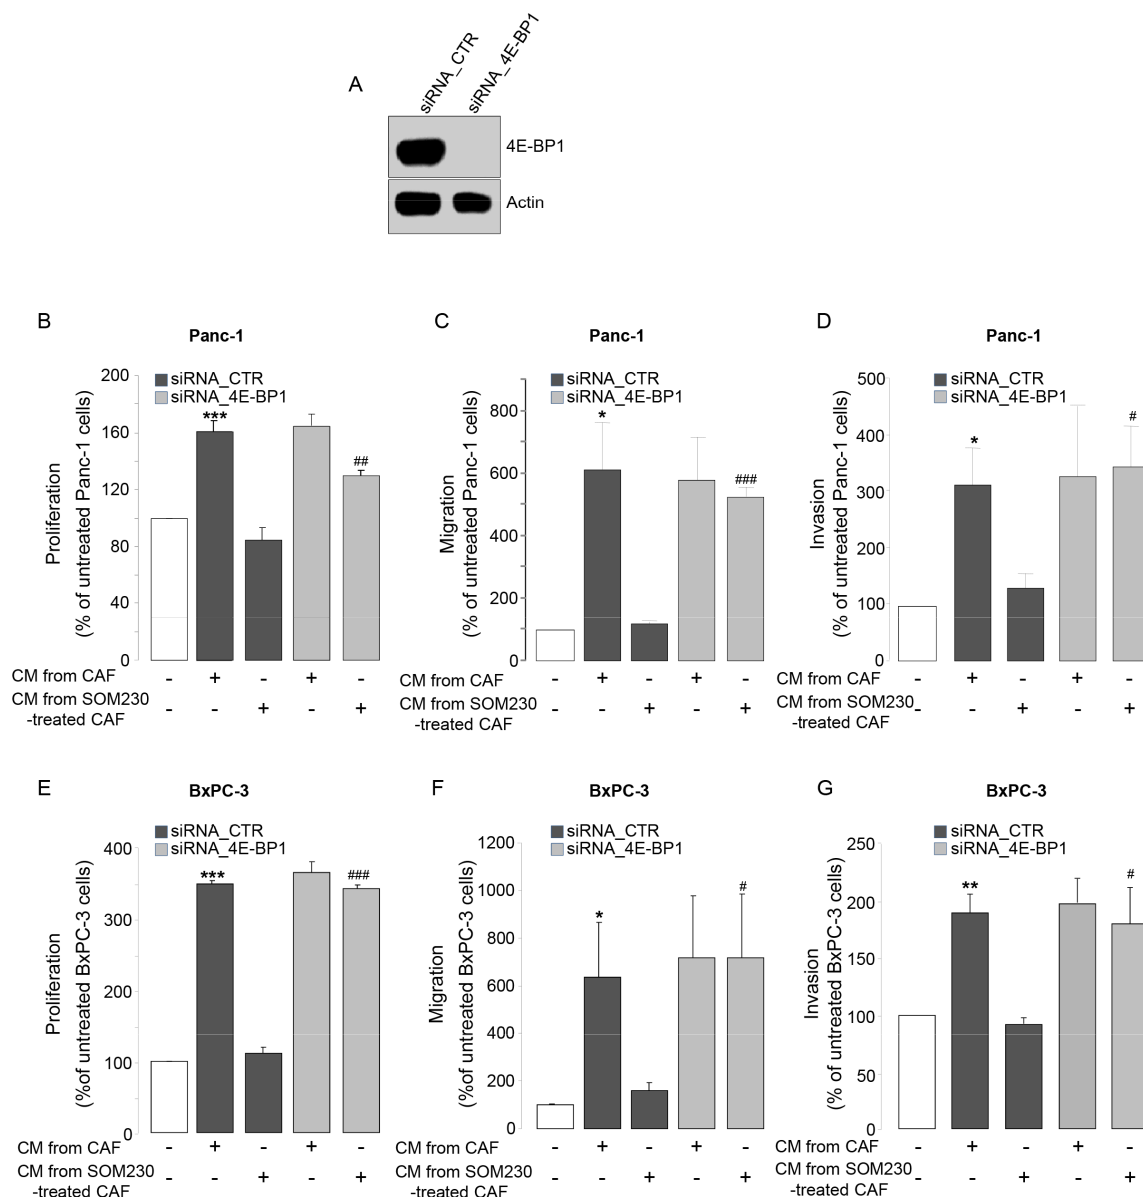 A
siRNA_CTR
siRNA_4E-BP1
4E-BP1
Actin
B
Panc-1
siRNA_CTR
siRNA_4E-BP1
Proliferation
(% of untreated Panc-1 cells)
200
160
120
80
40
0
***
##
CM from CAF - + - + -
CM from SOM230
-treated CAF
- - + - +
C
Panc-1
siRNA_CTR
siRNA_4E-BP1
Migration
(% of untreated Panc-1 cells)
800
600
400
200
0
*
###
CM from CAF - + - + -
CM from SOM230
-treated CAF
- - + - +
D
Panc-1
siRNA_CTR
siRNA_4E-BP1
Invasion
(% of untreated Panc-1 cells)
500
400
300
200
100
0
*
#
CM from CAF - + - + -
CM from SOM230
-treated CAF
- - + - +
E
BxPC-3
siRNA_CTR
siRNA_4E-BP1
Proliferation
(%of untreated BxPC-3 cells)
400
300
200
100
0
***
###
CM from CAF - + - + -
CM from SOM230
-treated CAF
- - + - +
F
BxPC-3
siRNA_CTR
siRNA_4E-BP1
Migration
(%of untreated BxPC-3 cells)
1200
1000
800
600
400
200
0
*
#
CM from CAF - + - + -
CM from SOM230
-treated CAF
- - + - +
G
BxPC-3
siRNA_CTR
siRNA_4E-BP1
Invasion
(% of untreated BxPC-3 cells)
250
200
150
100
50
0
**
#
CM from CAF - + - + -
CM from SOM230
-treated CAF
- - + - +